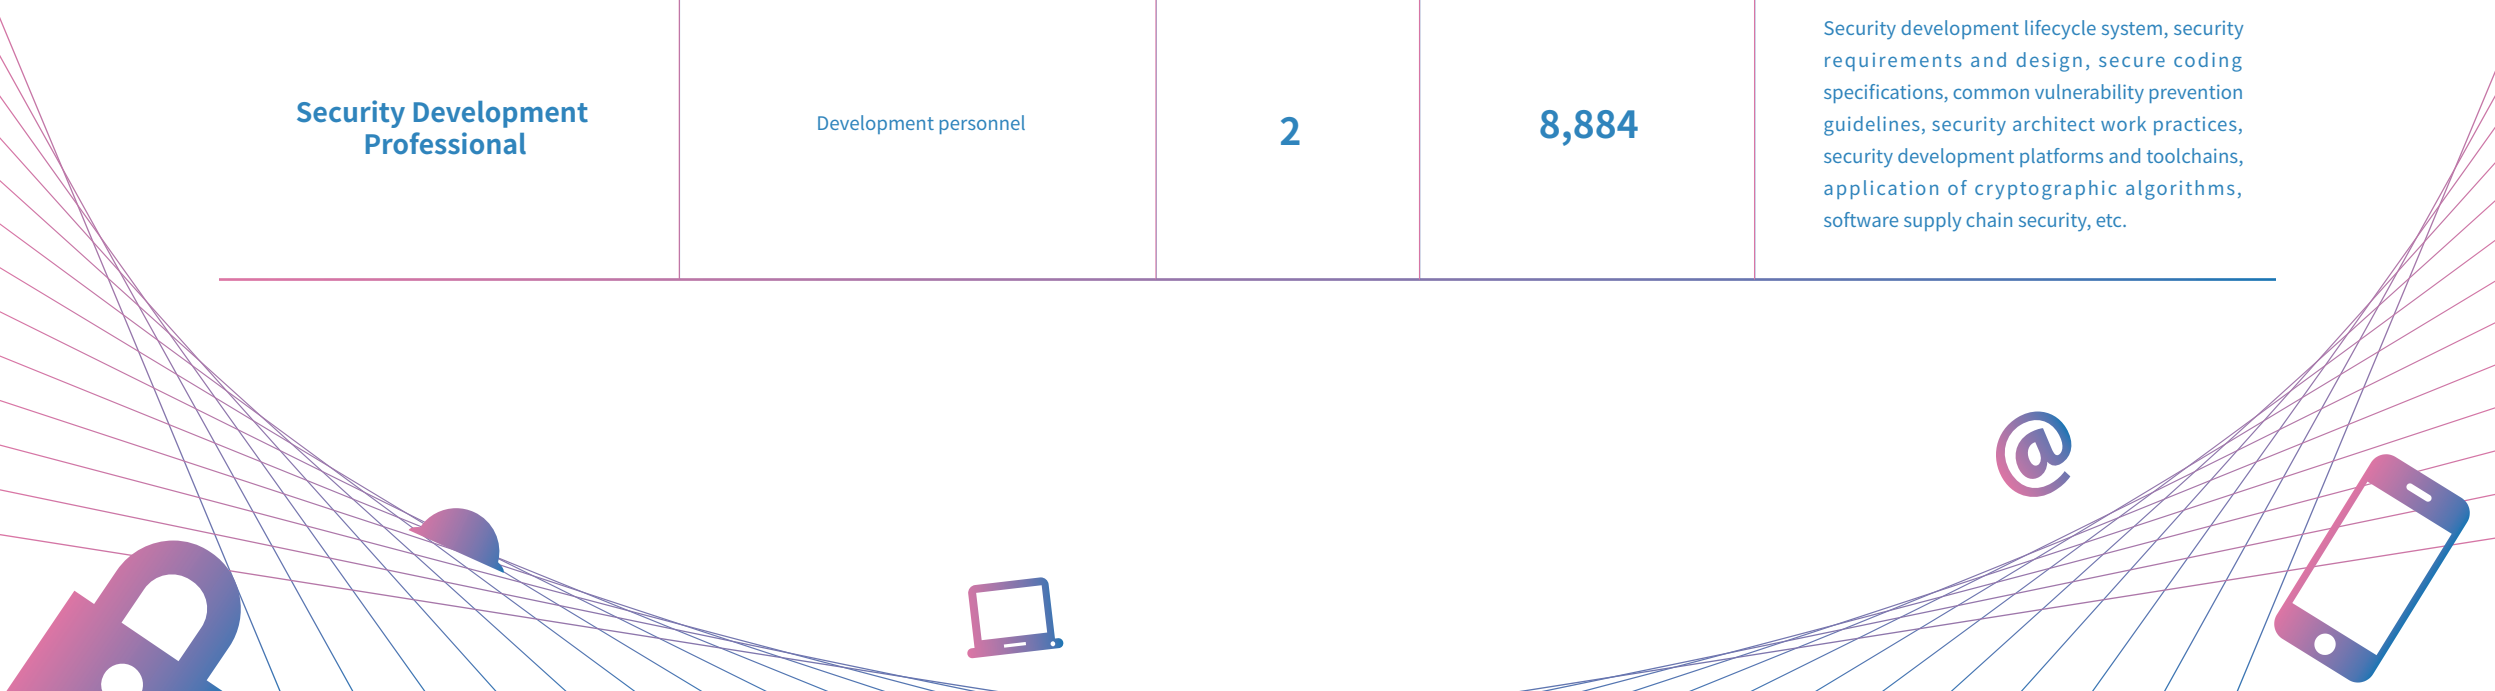 Security Development
Professional
Development personnel
2
8,884
Security development lifecycle system, security
requirements and design, secure coding
specifications, common vulnerability prevention
guidelines, security architect work practices,
security development platforms and toolchains,
application of cryptographic algorithms,
software supply chain security, etc.
@